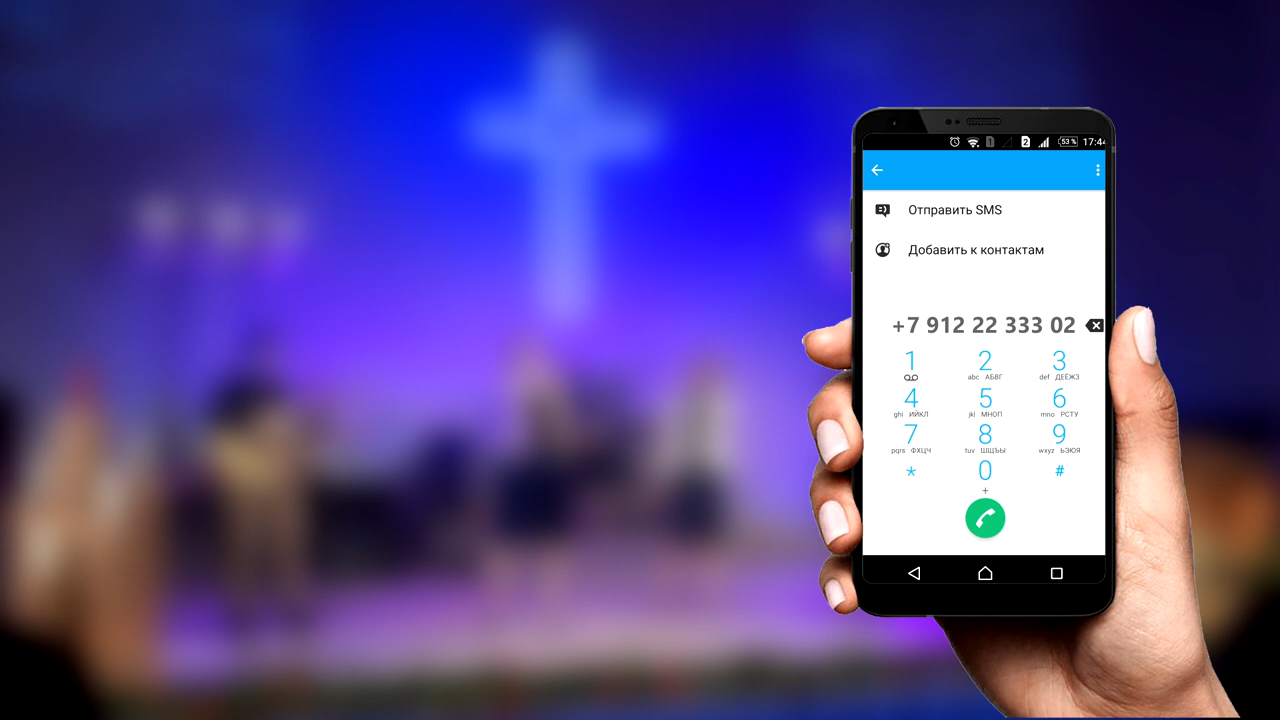 1 2 53 % 17:44
Отправить SMS
Добавить к контактам
+7 912 22 333 02
1 2 3
abc АБВГ def ДЕЁЖЗ
4 5 6
ghi ИЙКЛ jkl МНОП mno РСТУ
7 8 9
pqrs ФХЦЧ tuv ШЩЪЫ wxyz ЬЭЮЯ
* 0 #
+